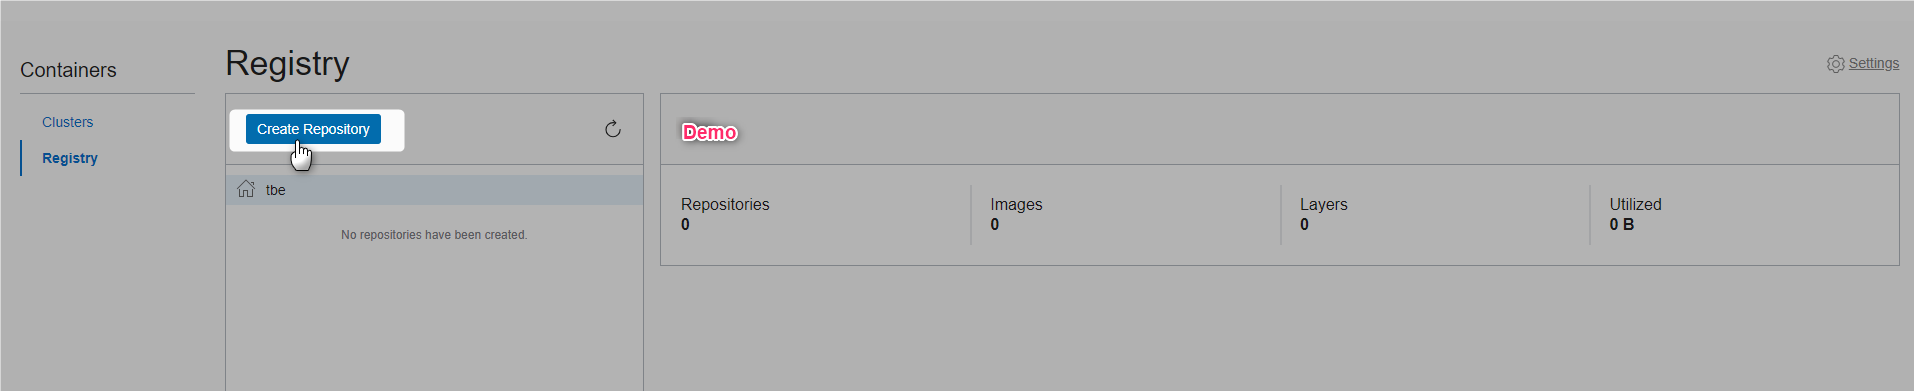 Containers
Clusters
Registry
Registry
Settings
Create Repository
tbe
No repositories have been created.
Demo
Repositories
0
Images
0
Layers
0
Utilized
0 B